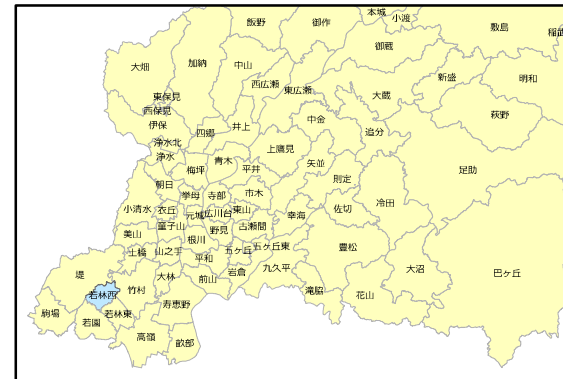 本城
小渡
飯野
御作
敷島
稲武
御蔵
大畑
加納
中山
西広瀬
東広瀬
新盛
明和
東保見
大蔵
萩野
西保見
伊保
四郷
井上
中金
追分
浄水北
浄水
青木
上鷹見
矢並
足助
梅坪
平井
則定
朝日
挙母
寺部
市木
冷田
小清水
衣丘
元城
広川台
東山
幸海
佐切
美山
童子山
野見
古瀬間
土橋
山之手
根川
五ヶ丘
五ケ丘東
豊松
堤
大林
平和
岩倉
九久平
大沼
巴ヶ丘
若林西
竹村
前山
滝脇
花山
駒場
若園
若林東
寿恵野
高嶺
畝部